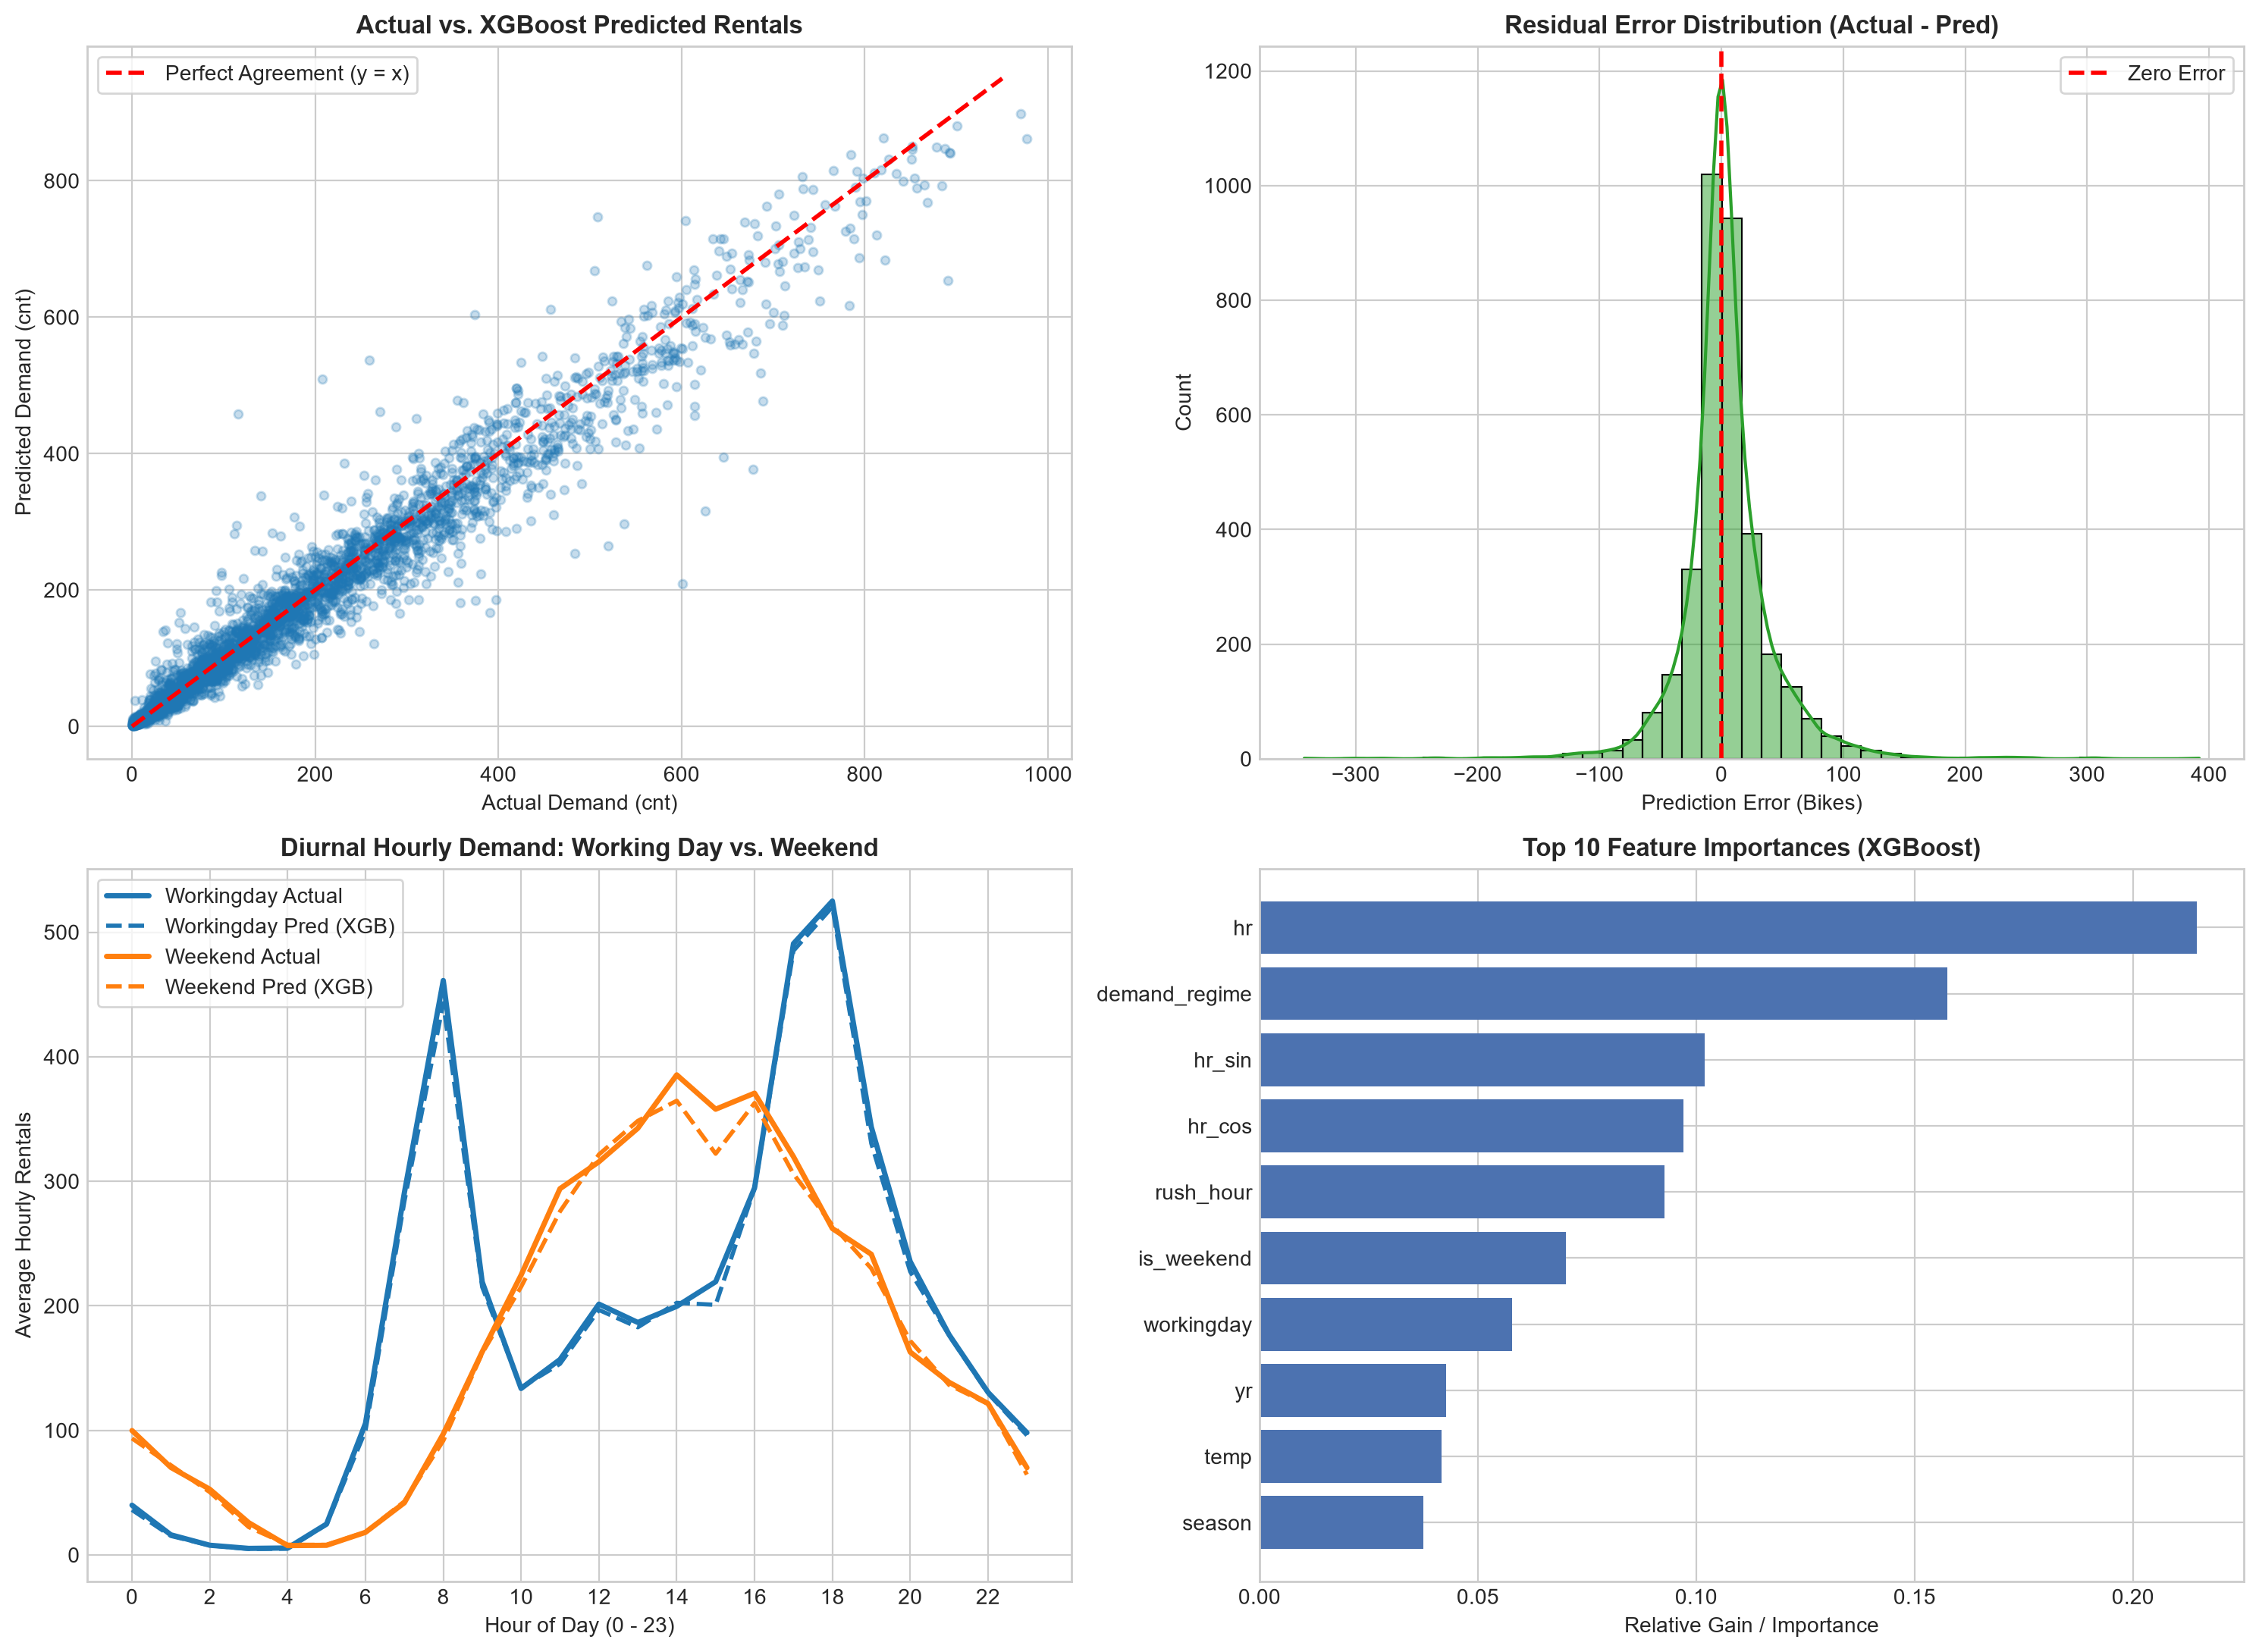 Actual vs. XGBoost Predicted Rentals
Perfect Agreement (y = x)
Predicted Demand (cnt)
800
600
400
200
0
0 200 400 600 800 1000
Actual Demand (cnt)
Residual Error Distribution (Actual - Pred)
Zero Error
Count
1200
1000
800
600
400
200
0
−300 −200 −100 0 100 200 300 400
Prediction Error (Bikes)
Diurnal Hourly Demand: Working Day vs. Weekend
Workingday Actual
Workingday Pred (XGB)
Weekend Actual
Weekend Pred (XGB)
Average Hourly Rentals
500
400
300
200
100
0
0 2 4 6 8 10 12 14 16 18 20 22
Hour of Day (0 - 23)
Top 10 Feature Importances (XGBoost)
hr
demand_regime
hr_sin
hr_cos
rush_hour
is_weekend
workingday
yr
temp
season
0.00 0.05 0.10 0.15 0.20
Relative Gain / Importance